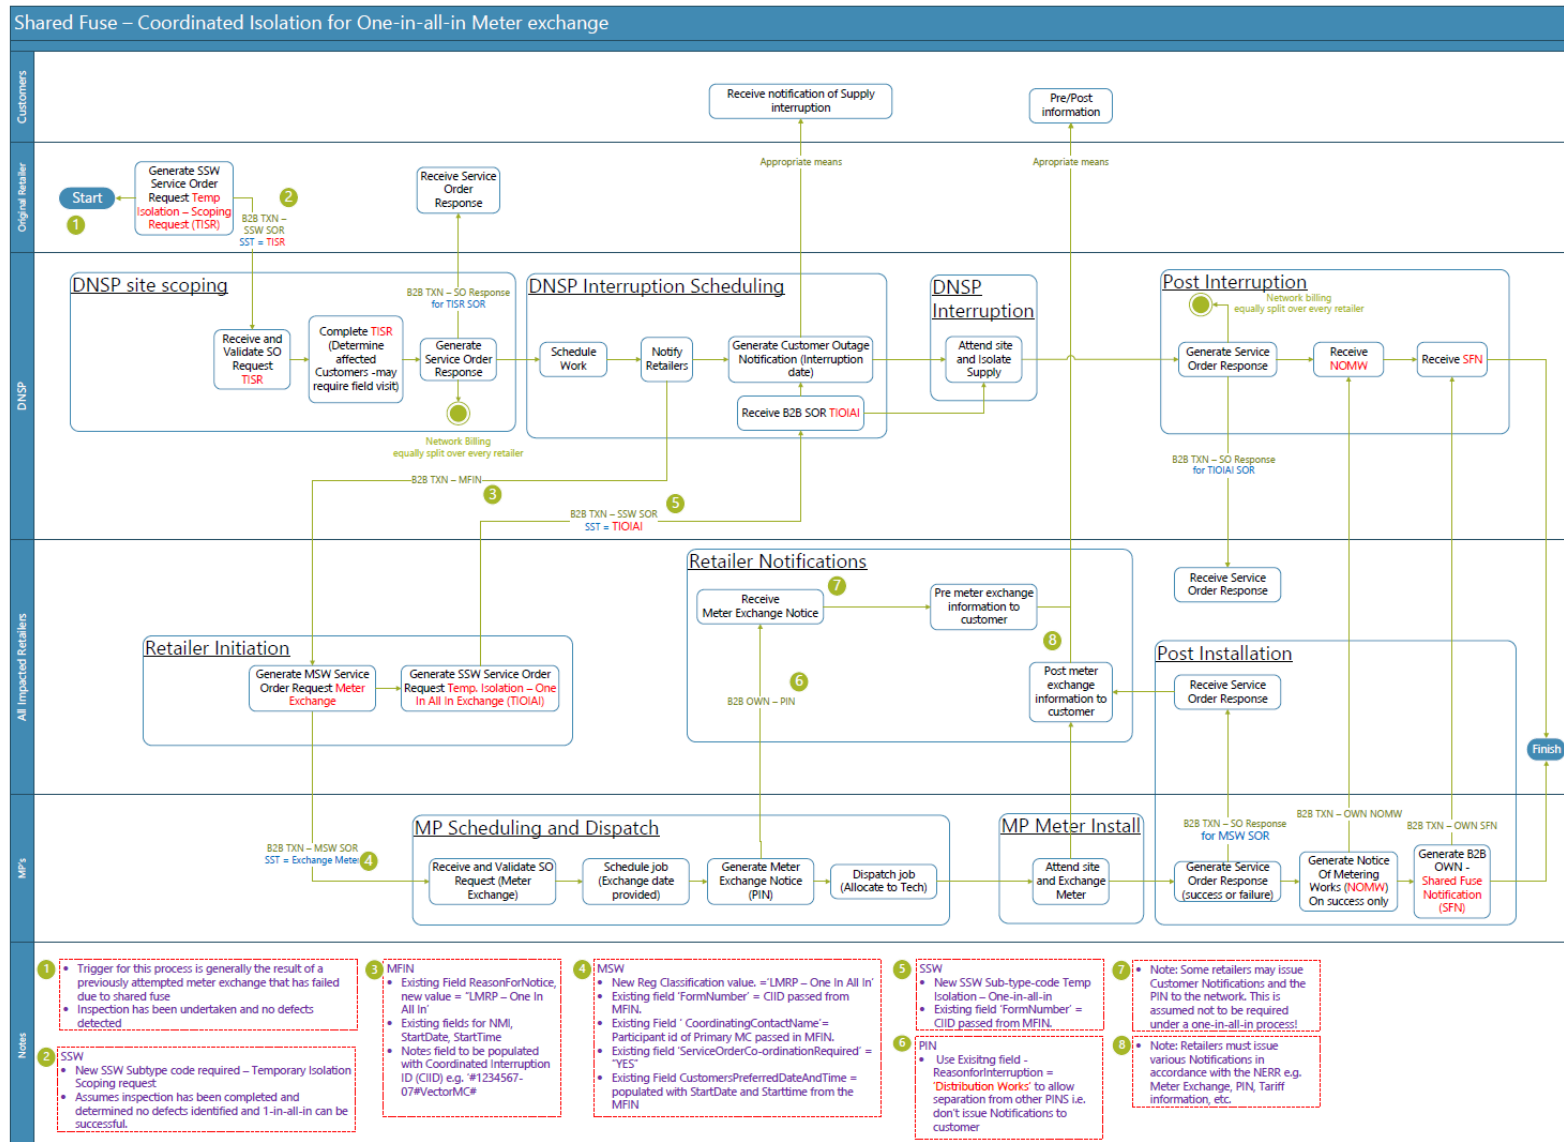 Shared Fuse – Coordinated Isolation for One-in-all-in Meter exchange
Customers
Receive notification of Supply
interruption
Pre/Post
information
Original Retailer
Start
1
Generate SSW
Service Order
Request Temp
Isolation – Scoping
Request (TISR)
2
B2B TXN –
SSW SOR
SST = TISR
Receive Service
Order
Response
Appropriate means
Apropriate means
DNSP
DNSP site scoping
Receive and
Validate SO
Request
TISR
Complete TISR
(Determine
affected
Customers -may
require field visit)
B2B TXN – SO Response
for TISR SOR
Generate
Service Order
Response
Network Billing
equally split over every retailer
DNSP Interruption Scheduling
Schedule
Work
Notify
Retailers
Generate Customer Outage
Notification (Interruption
date)
Receive B2B SOR TIOIAI
DNSP
Interruption
Attend site
and Isolate
Supply
Post Interruption
Network billing
equally split over every retailer
Generate Service
Order Response
Receive
NOMW
Receive SFN
B2B TXN – SO Response
for TIOIAI SOR
B2B TXN – MFIN
3
5
B2B TXN – SSW SOR
SST = TIOIAI
All Impacted Retailers
Retailer Initiation
Generate MSW Service
Order Request Meter
Exchange
Generate SSW Service Order
Request Temp. Isolation – One
In All In Exchange (TIOIAI)
Retailer Notifications
Receive
Meter Exchange Notice
7
Pre meter exchange
information to
customer
8
6
B2B OWN – PIN
Post meter
exchange
information to
customer
Receive Service
Order Response
Post Installation
Receive Service
Order Response
Finish
MP's
B2B TXN – MSW SOR
SST = Exchange Meter
4
MP Scheduling and Dispatch
Receive and Validate SO
Request (Meter
Exchange)
Schedule job
(Exchange date
provided)
Generate Meter
Exchange Notice
(PIN)
Dispatch job
(Allocate to Tech)
MP Meter Install
Attend site
and Exchange
Meter
B2B TXN – SO Response
for MSW SOR
B2B TXN – OWN NOMW
B2B TXN – OWN SFN
Generate Service
Order Response
(success or failure)
Generate Notice
Of Metering
Works (NOMW)
On success only
Generate B2B
OWN -
Shared Fuse
Notification
(SFN)
Notes
1
• Trigger for this process is generally the result of a
previously attempted meter exchange that has failed
due to shared fuse
• Inspection has been undertaken and no defects
detected
2
SSW
• New SSW Subtype code required – Temporary Isolation
Scoping request
• Assumes inspection has been completed and
determined no defects identified and 1-in-all-in can be
successful.
3
MFIN
• Existing Field ReasonForNotice,
new value = "LMRP – One In
All In'
• Existing fields for NMI,
StartDate, StartTime
• Notes field to be populated
with Coordinated Interruption
ID (CIID) e.g. '#1234567-
07#VectorMC#
4
MSW
• New Reg Classification value. ='LMRP – One In All In'
• Existing field 'FormNumber' = CIID passed from
MFIN.
• Existing Field ' CoordinatingContactName'=
Participant id of Primary MC passed in MFIN.
• Existing field 'ServiceOrderCo-ordinationRequired' =
"YES"
• Existing Field CustomersPreferredDateAndTime =
populated with StartDate and Starttime from the
MFIN
5
SSW
• New SSW Sub-type-code Temp
Isolation – One-in-all-in
• Existing field 'FormNumber' =
CIID passed from MFIN.
6
PIN
• Use Exisitng field -
ReasonforInterruption =
'Distribution Works' to allow
separation from other PINS i.e.
don't issue Notifications to
customer
7
• Note: Some retailers may issue
Customer Notifications and the
PIN to the network. This is
assumed not to be required
under a one-in-all-in process!
8
• Note: Retailers must issue
various Notifications in
accordance with the NERR e.g.
Meter Exchange, PIN, Tariff
information, etc.